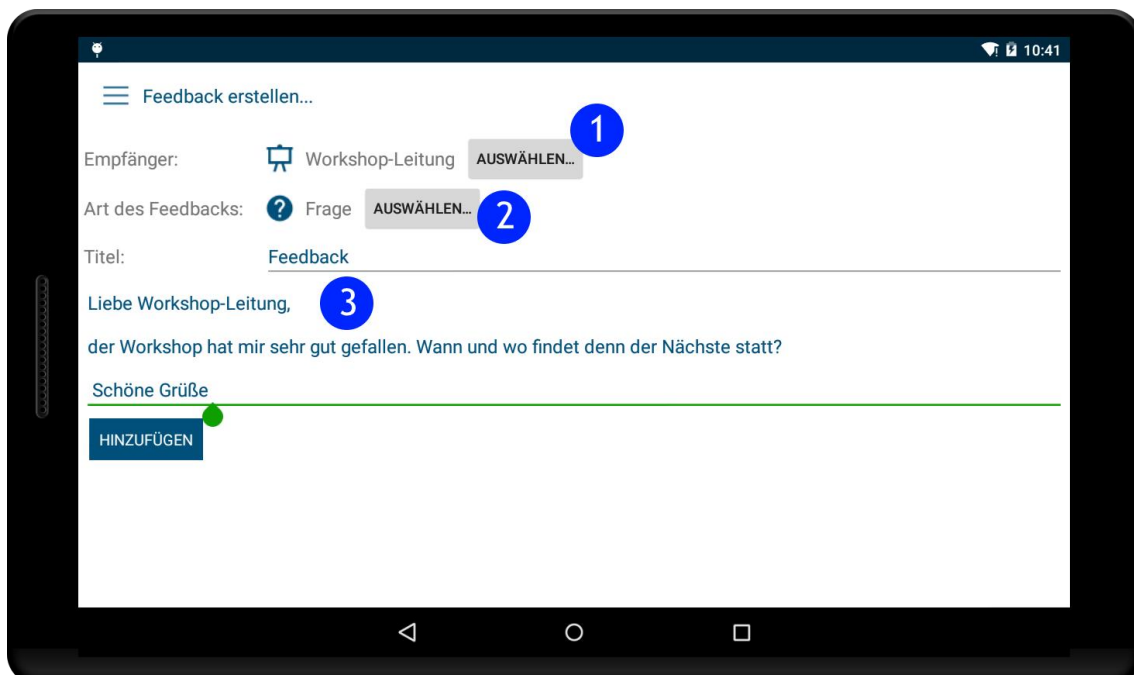 10:41
Feedback erstellen...
1
Empfänger: Workshop-Leitung AUSWÄHLEN...
Art des Feedbacks: ? Frage AUSWÄHLEN... 2
Titel: Feedback
Liebe Workshop-Leitung, 3
der Workshop hat mir sehr gut gefallen. Wann und wo findet denn der Nächste statt?
Schöne Grüße
HINZUFÜGEN